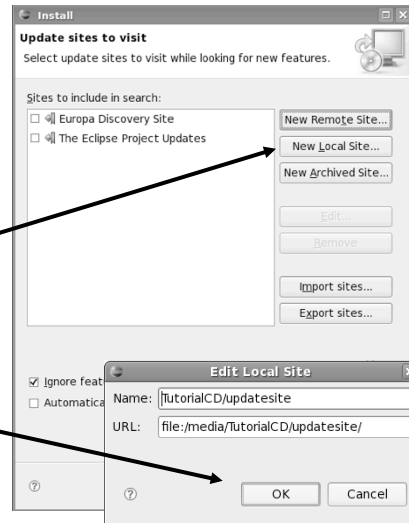 Install
Update sites to visit
Select update sites to visit while looking for new features.
Sites to include in search:
Europa Discovery Site
The Eclipse Project Updates
New Remote Site...
New Local Site...
New Archived Site...
Edit...
Remove
Import sites...
Export sites...
Ignore feat
Automatica
Edit Local Site
Name: TutorialCD/updatesite
URL: file:/media/TutorialCD/updatesite/
OK
Cancel